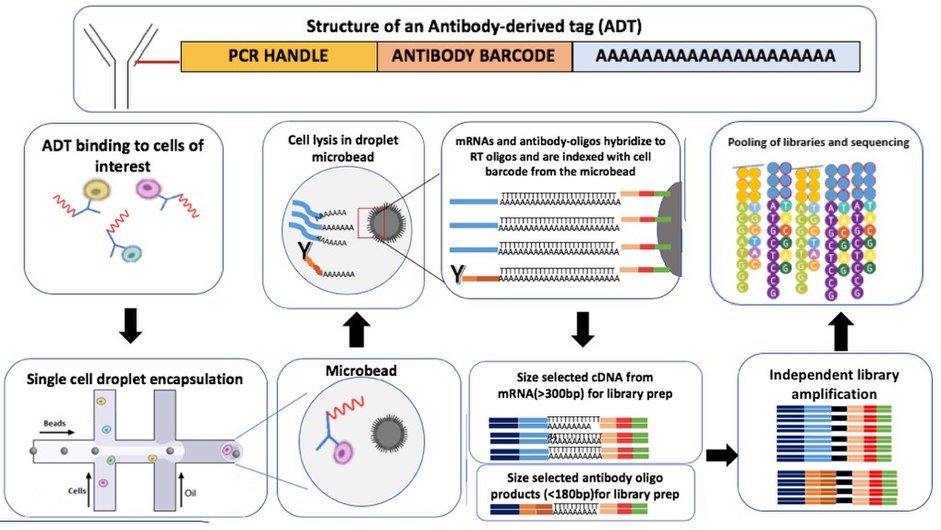 Structure of an Antibody-derived tag (ADT)
PCR HANDLE
ANTIBODY BARCODE
AAAAAAAAAAAAAAAAAAAAA
ADT binding to cells of
interest
Cell lysis in droplet
microbead
mRNAs and antibody-oligos hybridize to
RT oligos and are indexed with cell
barcode from the microbead
Pooling of libraries and sequencing
Single cell droplet encapsulation
Beads
Cells
Oil
Microbead
Size selected cDNA from
mRNA(>300bp) for library prep
Size selected antibody oligo
products (<180bp)for library prep
Independent library
amplification